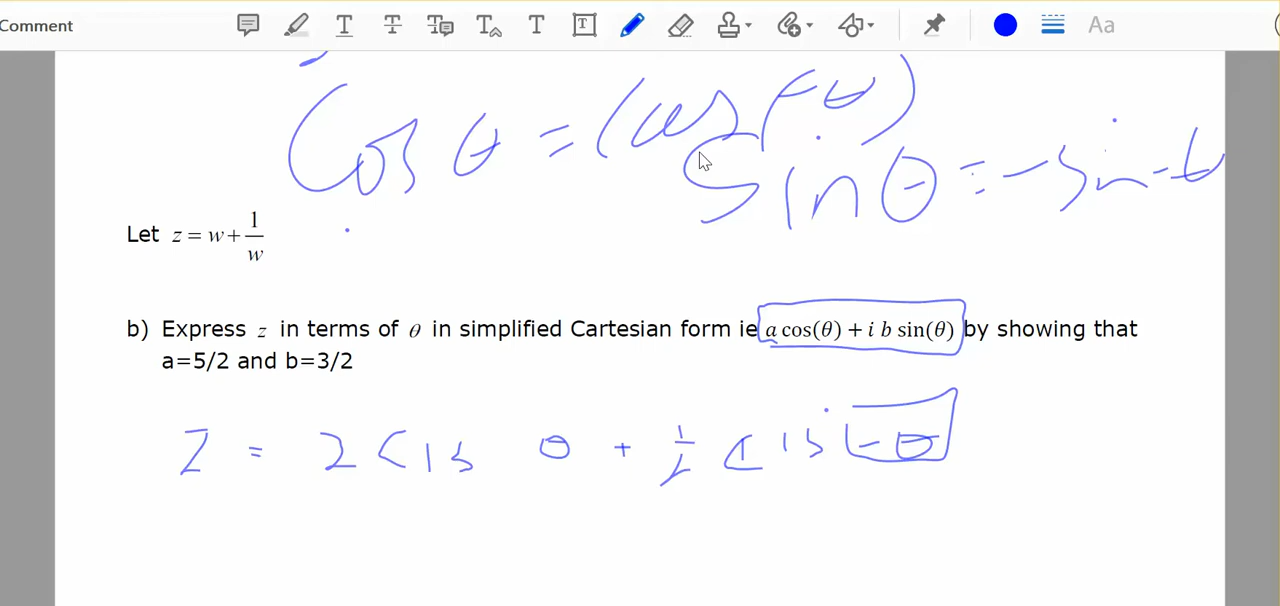 Comment
T T T T T Aa
Cos θ = Cos(-θ)
Sin θ = -sin -θ
Let z = w + 1/w
b) Express z in terms of θ in simplified Cartesian form ie a cos(θ) + i b sin(θ) by showing that
a=5/2 and b=3/2
Z = 2 Cis θ + 1/2 Cis (-θ